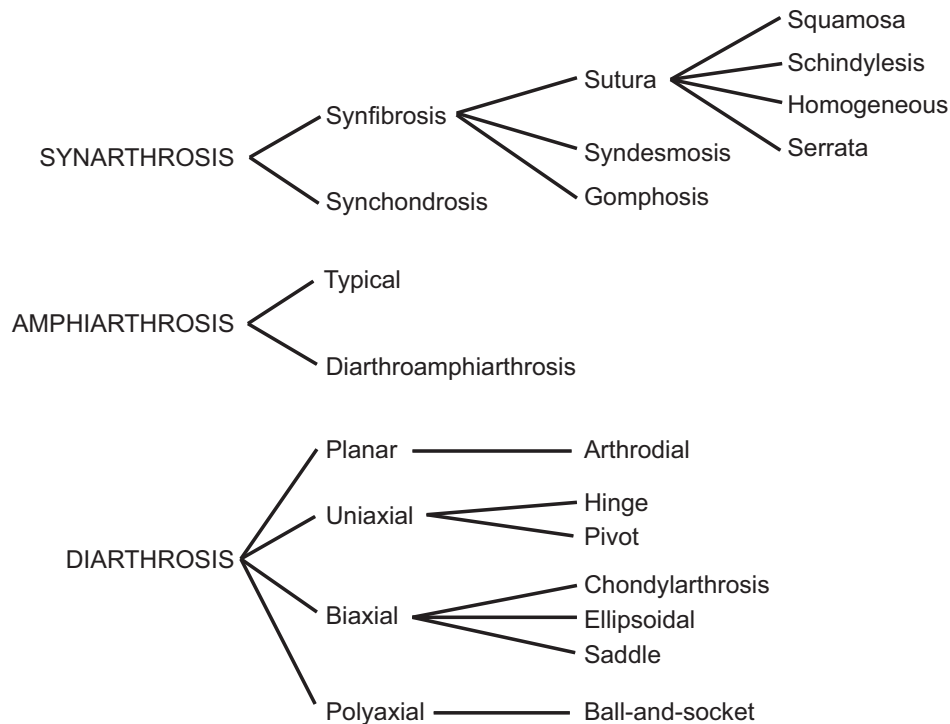 SYNARTHROSIS
Synfibrosis
Sutura
Squamosa
Schindylesis
Homogeneous
Serrata
Syndesmosis
Gomphosis
Synchondrosis
AMPHIARTHROSIS
Typical
Diarthroamphiarthrosis
DIARTHROSIS
Planar
Arthrodial
Uniaxial
Hinge
Pivot
Biaxial
Chondylarthrosis
Ellipsoidal
Saddle
Polyaxial
Ball-and-socket